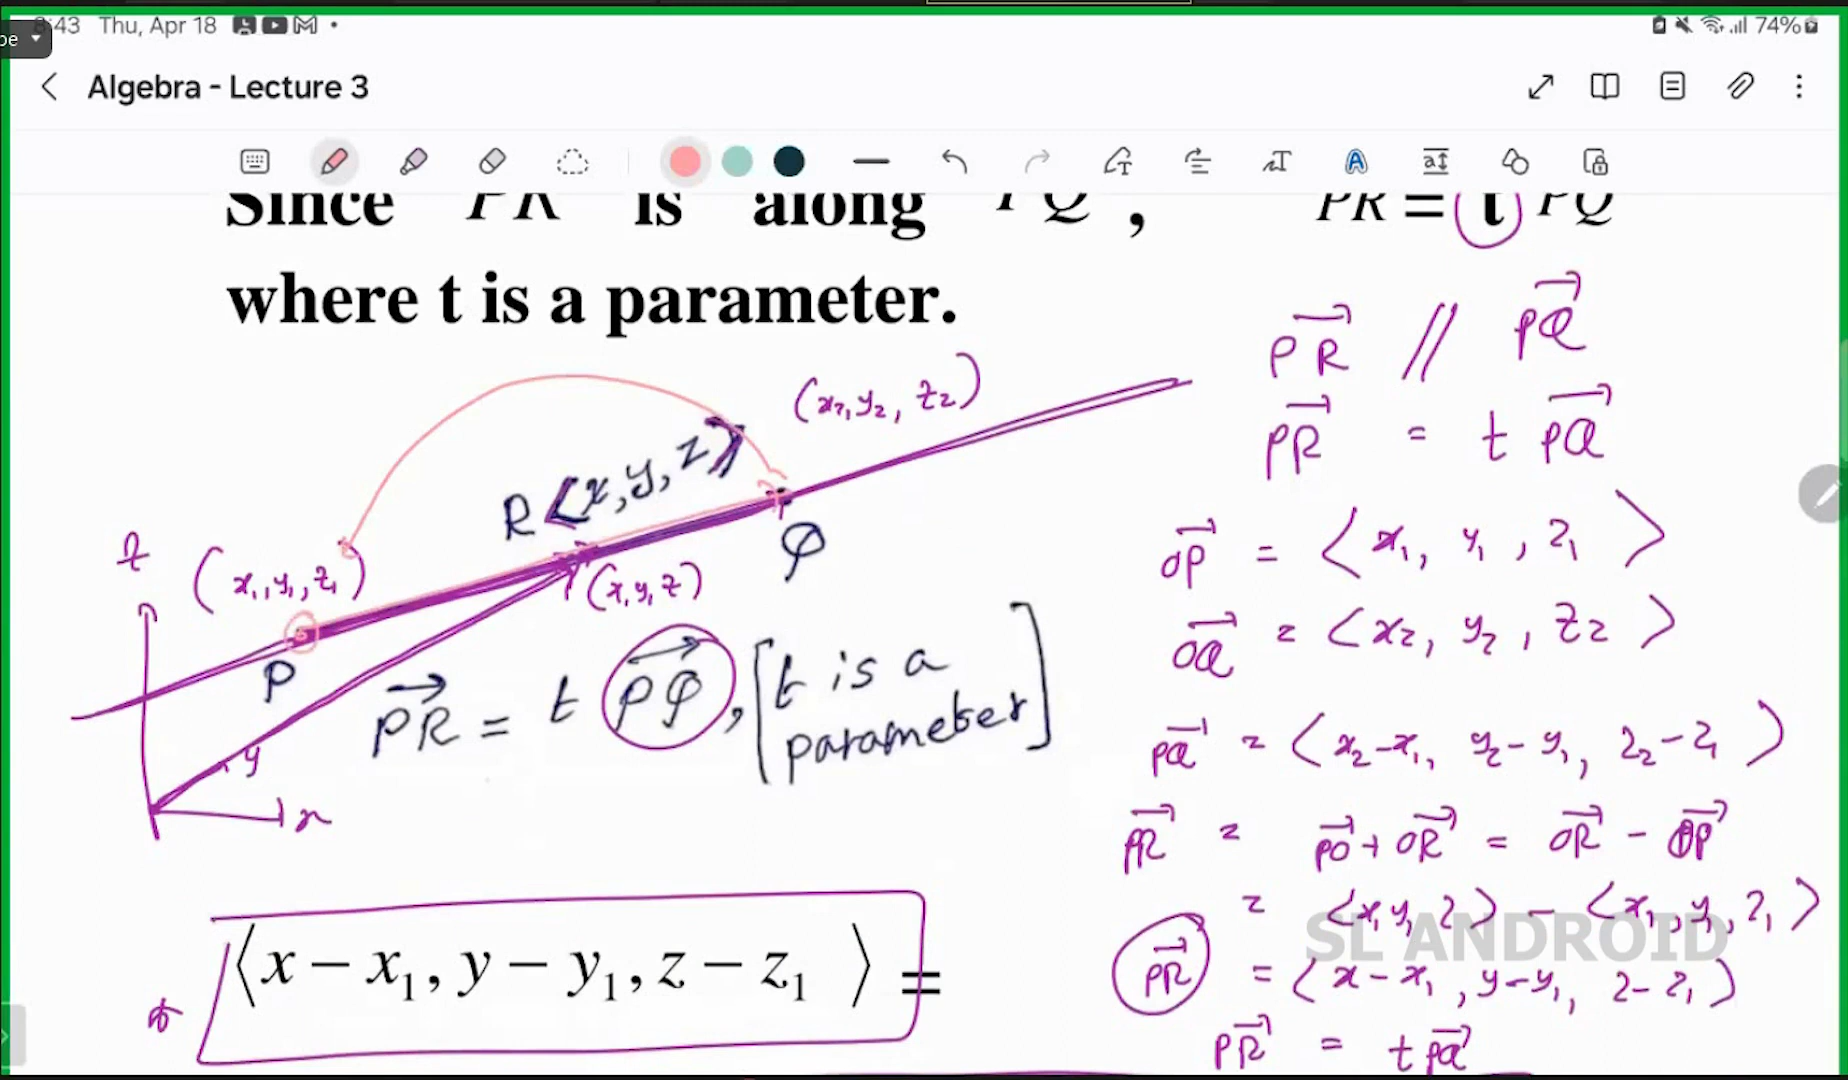 8:43 Thu, Apr 18
74%
pe
Algebra - Lecture 3
Since PR is along PQ, PR = t PQ
where t is a parameter.
PR // PQ
PR = t PQ
(x₂, y₂, z₂)
R(x, y, z)
(x₁, y₁, z₁)
(x, y, z)
Q
P
z
y
x
PR = t PQ, [t is a
parameter]
OP = ⟨x₁, y₁, z₁⟩
OQ = ⟨x₂, y₂, z₂⟩
PQ = ⟨x₂-x₁, y₂-y₁, z₂-z₁⟩
PR = PO + OR = OR - OP
= ⟨x, y, z⟩ - ⟨x₁, y₁, z₁⟩
PR = ⟨x-x₁, y-y₁, z-z₁⟩
PR = t PQ
⟨x − x₁, y − y₁, z − z₁⟩ =
SL ANDROID